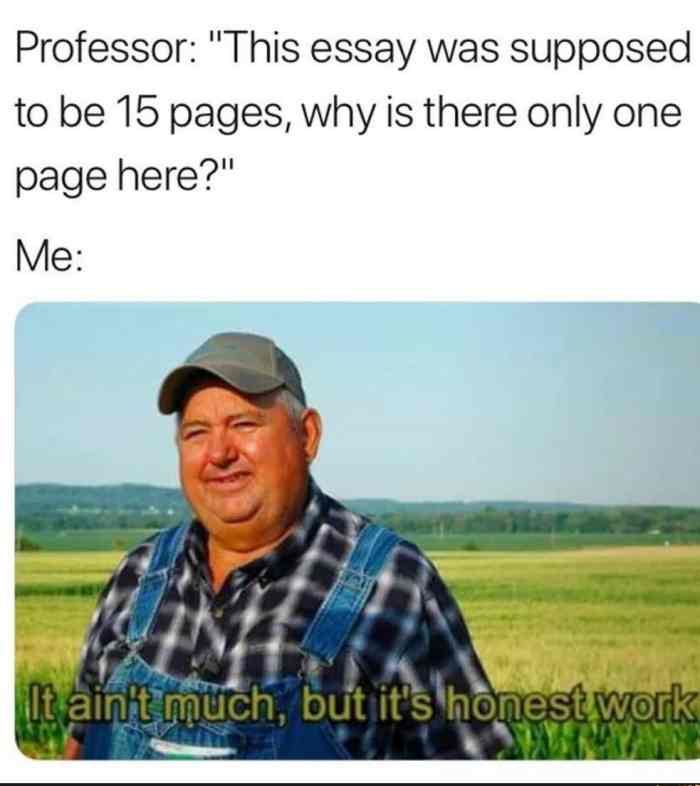 Professor: "This essay was supposed
to be 15 pages, why is there only one
page here?"
Me:
It ain't much, but it's honest work